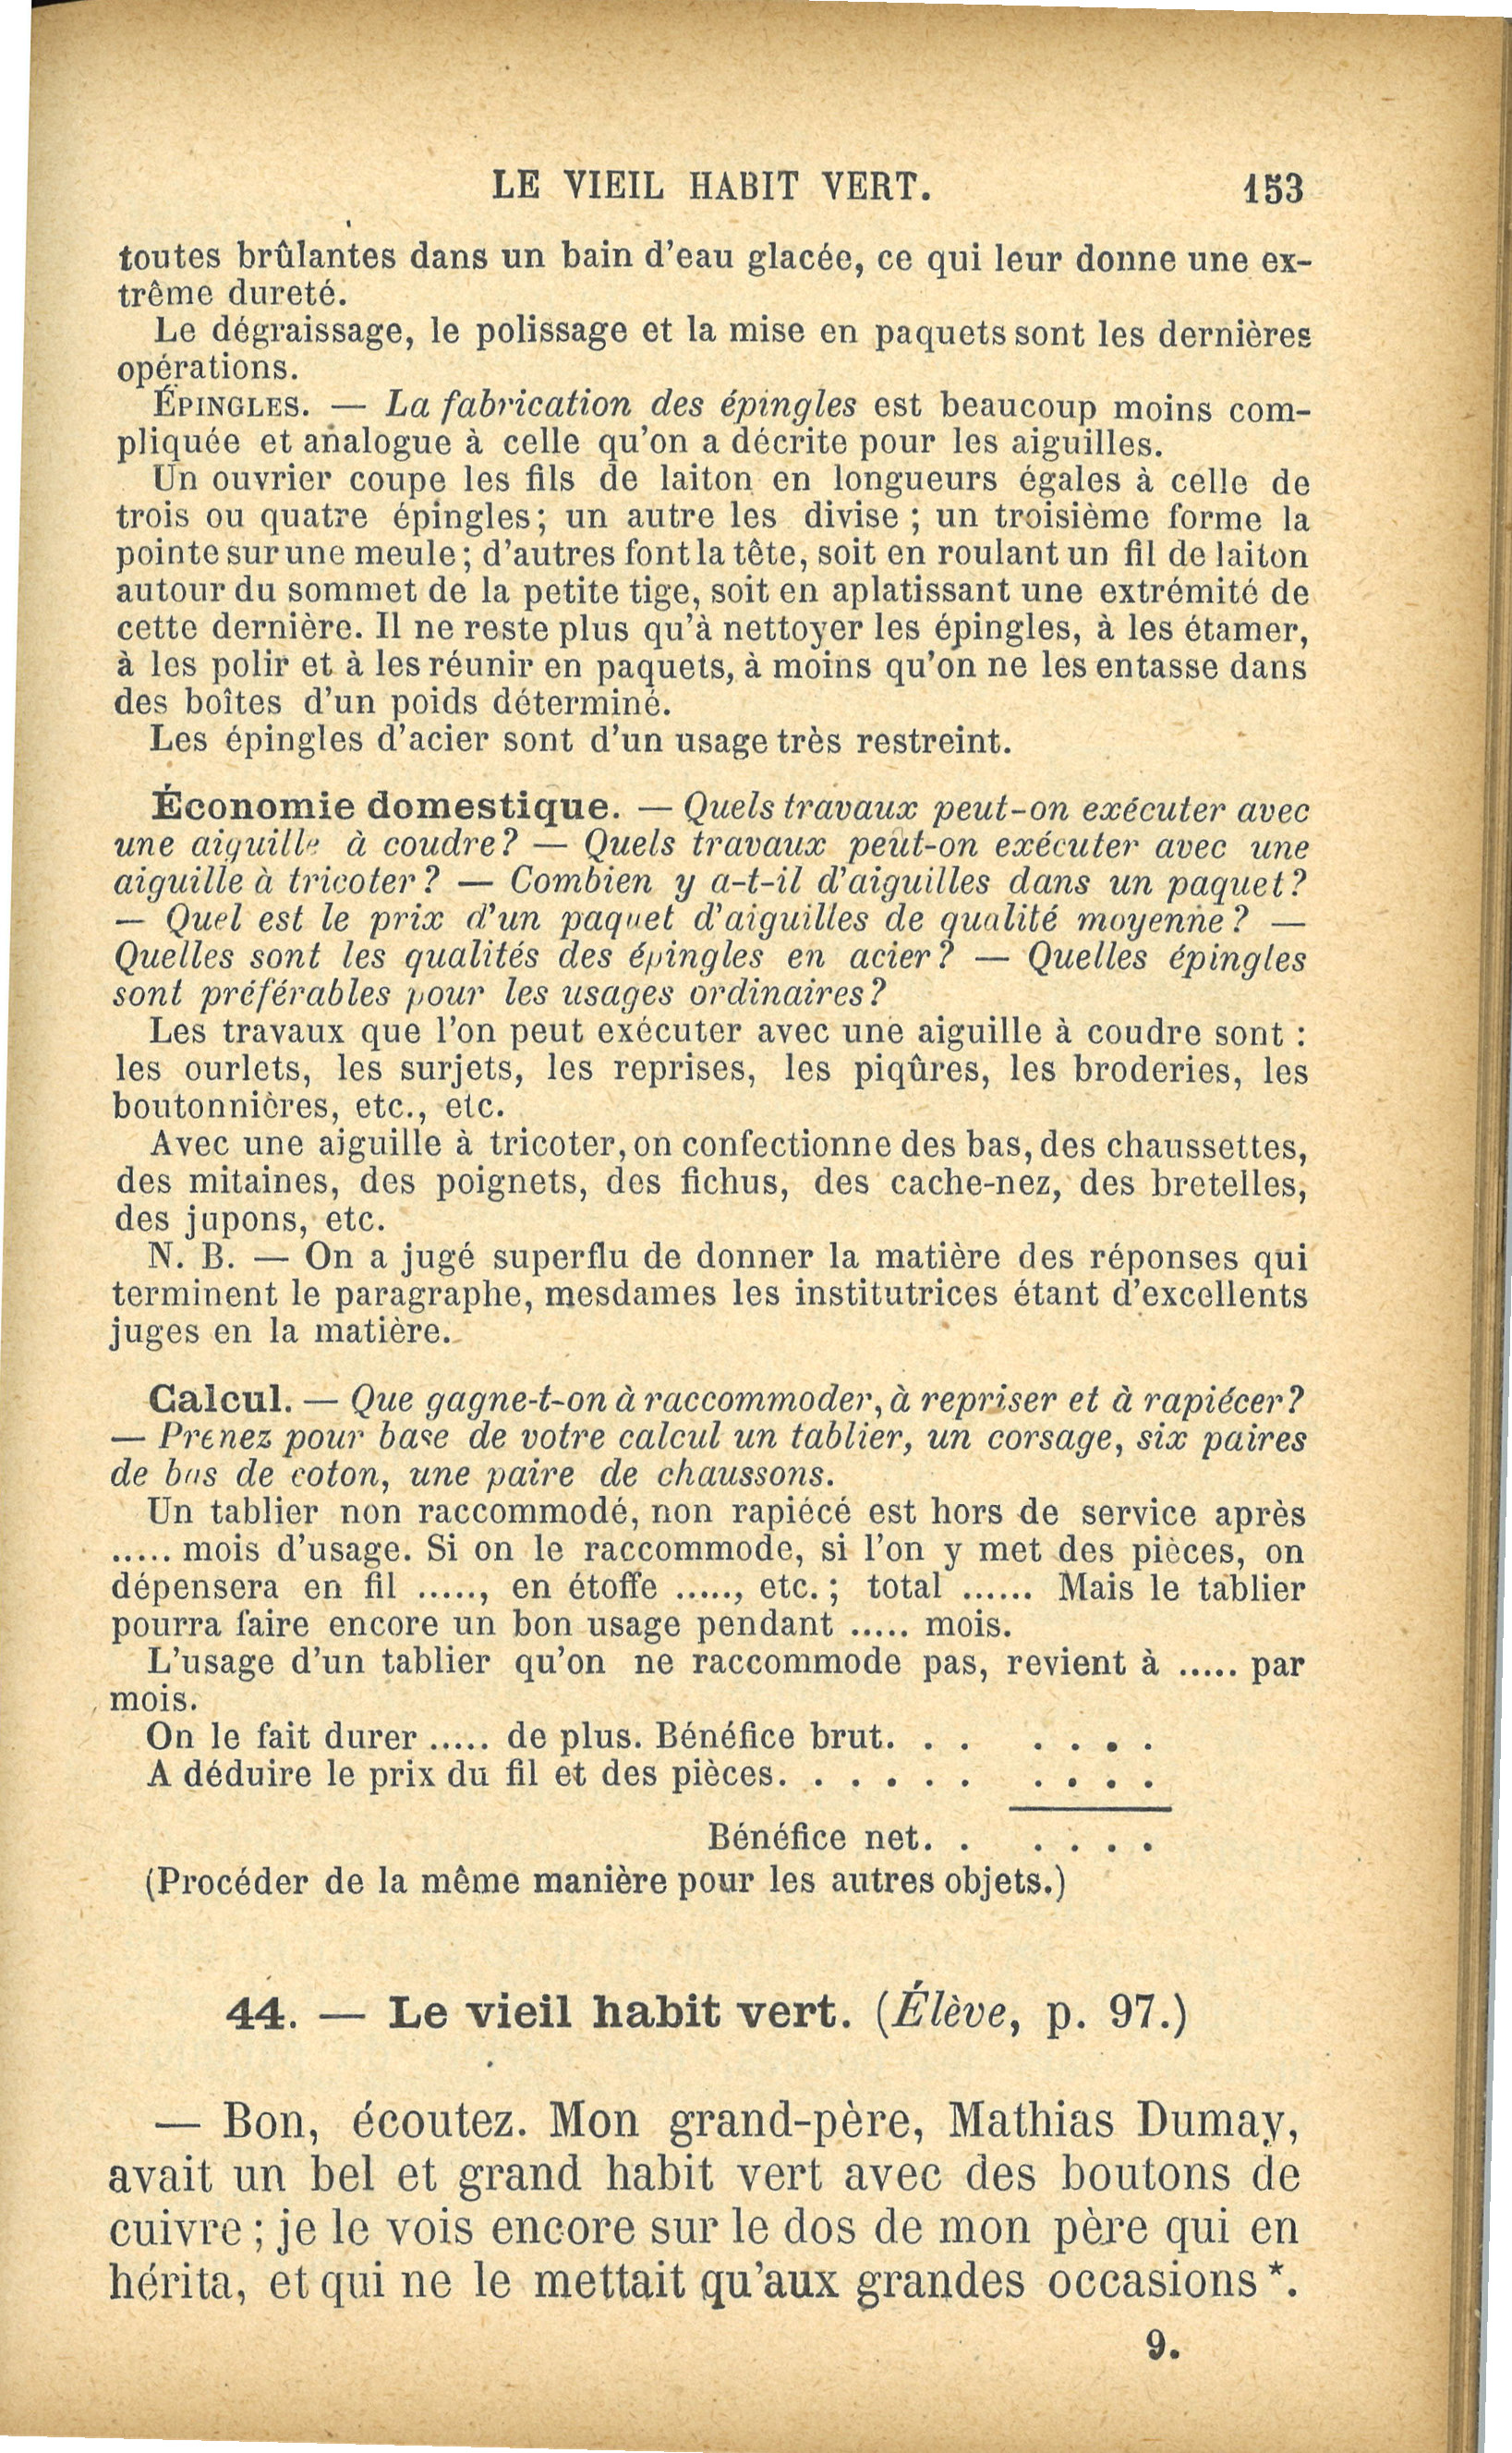 LE VIEIL HABIT VERT. 153
toutes brûlantes dans un bain d'eau glacée, ce qui leur donne une ex-
trême dureté.
Le dégraissage, le polissage et la mise en paquets sont les dernières
opérations.
ÉPINGLES. — La fabrication des épingles est beaucoup moins com-
pliquée et analogue à celle qu'on a décrite pour les aiguilles.
Un ouvrier coupe les fils de laiton en longueurs égales à celle de
trois ou quatre épingles; un autre les divise; un troisième forme la
pointe sur une meule; d'autres font la tête, soit en roulant un fil de laiton
autour du sommet de la petite tige, soit en aplatissant une extrémité de
cette dernière. Il ne reste plus qu'à nettoyer les épingles, à les étamer,
à les polir et à les réunir en paquets, à moins qu'on ne les entasse dans
des boîtes d'un poids déterminé.
Les épingles d'acier sont d'un usage très restreint.
Économie domestique. — Quels travaux peut-on exécuter avec
une aiguille à coudre? — Quels travaux peut-on exécuter avec une
aiguille à tricoter? — Combien y a-t-il d'aiguilles dans un paquet?
— Quel est le prix d'un paquet d'aiguilles de qualité moyenne? —
Quelles sont les qualités des épingles en acier? — Quelles épingles
sont préférables pour les usages ordinaires?
Les travaux que l'on peut exécuter avec une aiguille à coudre sont :
les ourlets, les surjets, les reprises, les piqûres, les broderies, les
boutonnières, etc., etc.
Avec une aiguille à tricoter, on confectionne des bas, des chaussettes,
des mitaines, des poignets, des fichus, des cache-nez, des bretelles,
des jupons, etc.
N. B. — On a jugé superflu de donner la matière des réponses qui
terminent le paragraphe, mesdames les institutrices étant d'excellents
juges en la matière.
Calcul. — Que gagne-t-on à raccommoder, à repriser et à rapiécer?
— Prenez pour base de votre calcul un tablier, un corsage, six paires
de bas de coton, une paire de chaussons.
Un tablier non raccommodé, non rapiécé est hors de service après
..... mois d'usage. Si on le raccommode, si l'on y met des pièces, on
dépensera en fil ....., en étoffe ....., etc.; total ...... Mais le tablier
pourra faire encore un bon usage pendant ..... mois.
L'usage d'un tablier qu'on ne raccommode pas, revient à ..... par
mois.
On le fait durer ..... de plus. Bénéfice brut. . . . . . .
A déduire le prix du fil et des pièces. . . . . . . . . . .
Bénéfice net. . . . . .
(Procéder de la même manière pour les autres objets.)
44. — Le vieil habit vert. (Élève, p. 97.)
— Bon, écoutez. Mon grand-père, Mathias Dumay,
avait un bel et grand habit vert avec des boutons de
cuivre; je le vois encore sur le dos de mon père qui en
hérita, et qui ne le mettait qu'aux grandes occasions*.
9.